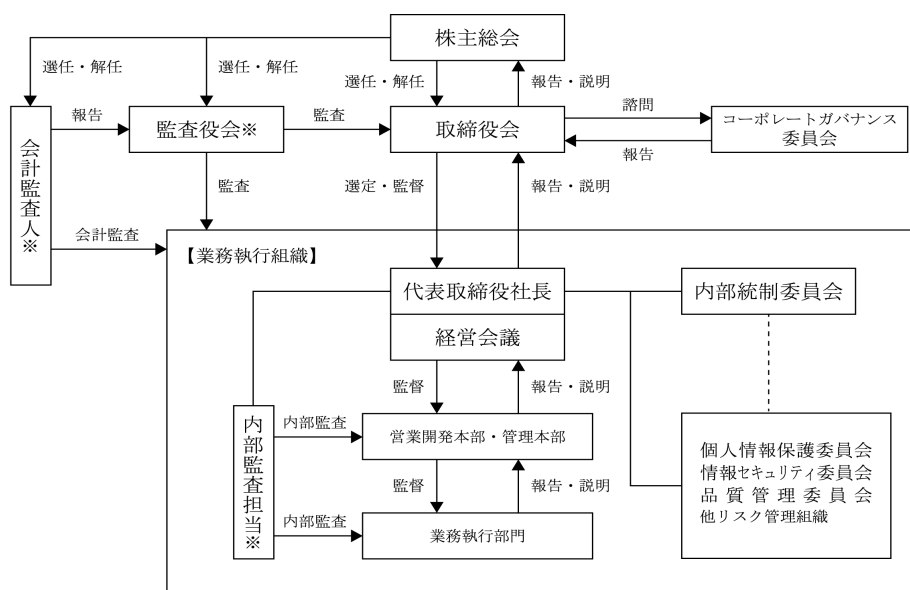 株主総会
選任・解任
選任・解任
選任・解任
報告・説明
会計監査人※
報告
監査役会※
監査
取締役会
諮問
報告
コーポレートガバナンス
委員会
監査
選定・監督
報告・説明
会計監査
【業務執行組織】
代表取締役社長
経営会議
内部統制委員会
監督
報告・説明
内部監査担当※
内部監査
営業開発本部・管理本部
監督
報告・説明
内部監査
業務執行部門
個人情報保護委員会
情報セキュリティ委員会
品質管理委員会
他リスク管理組織